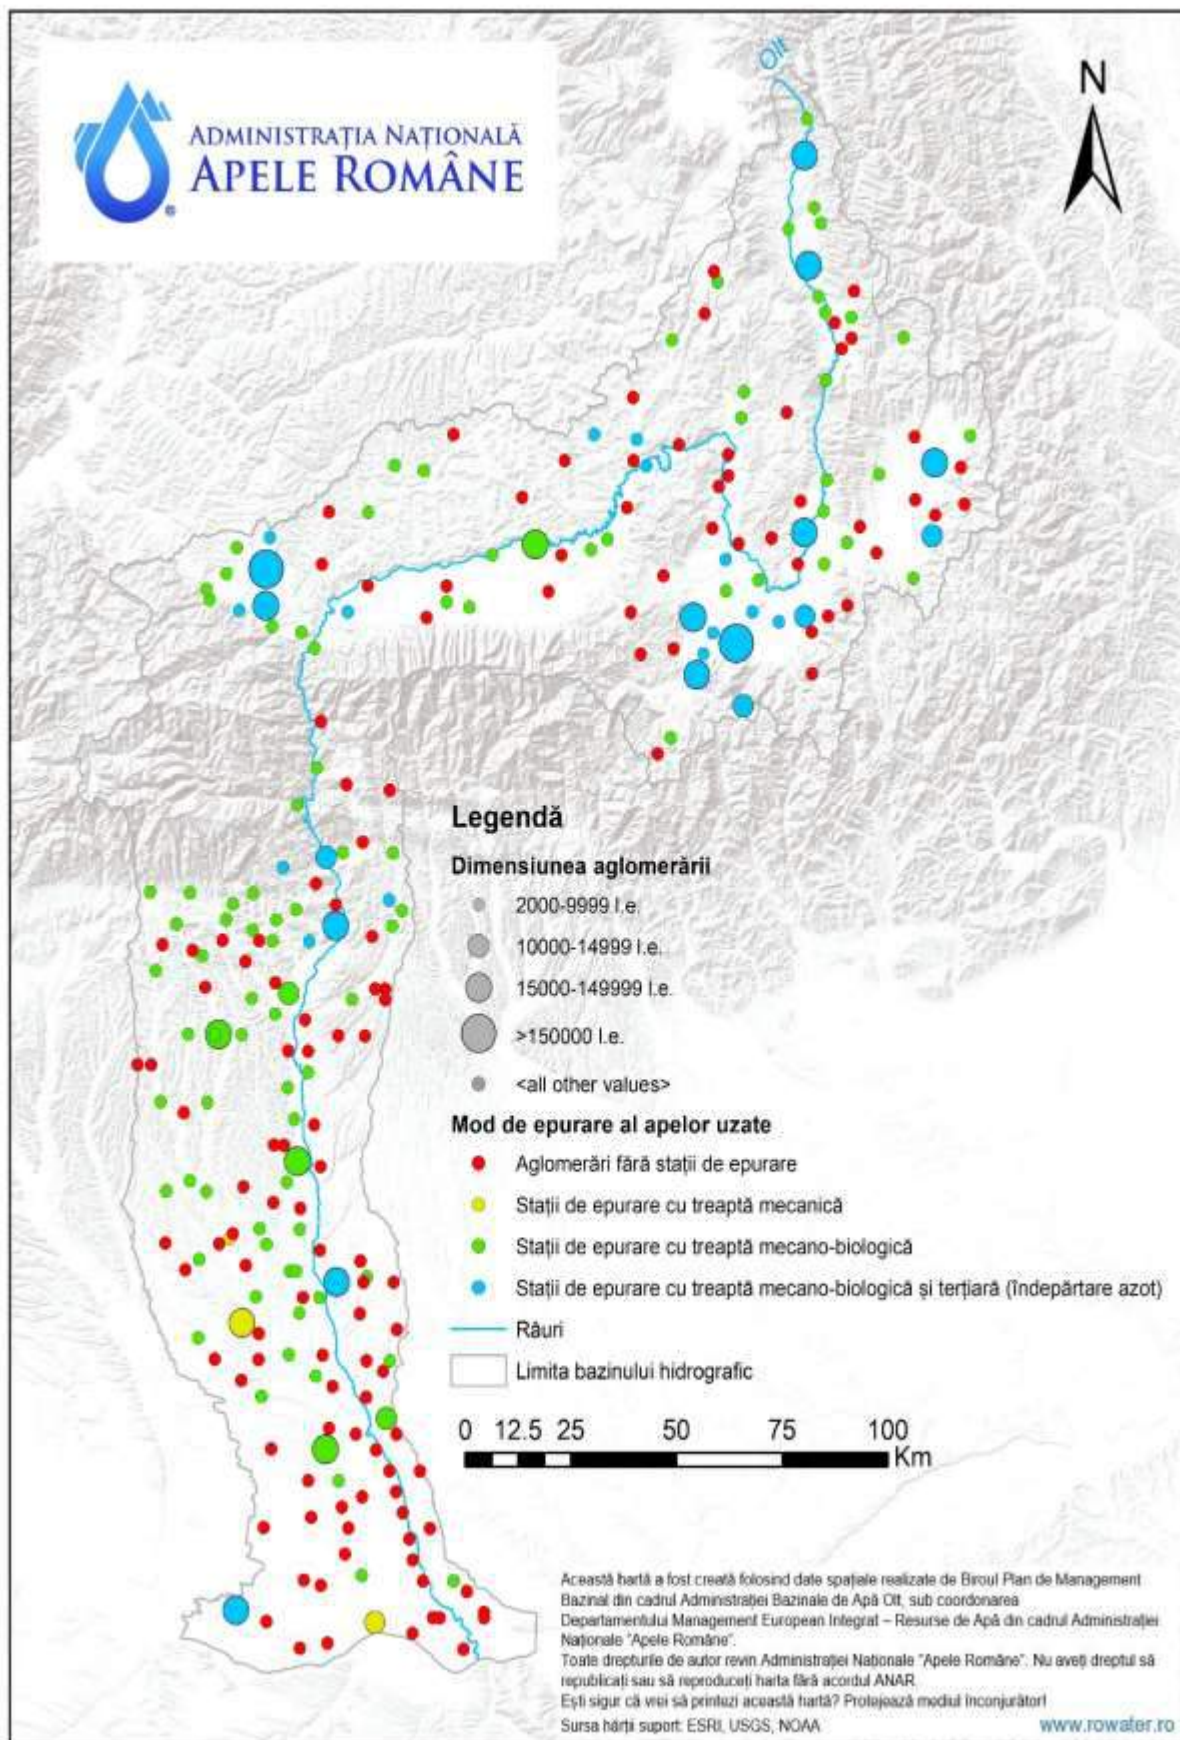 Olt
N
ADMINISTRAȚIA NAȚIONALĂ
APELE ROMÂNE
®
Legendă
Dimensiunea aglomerării
2000-9999 l.e.
10000-14999 l.e.
15000-149999 l.e.
>150000 l.e.
<all other values>
Mod de epurare al apelor uzate
Aglomerări fără stații de epurare
Stații de epurare cu treaptă mecanică
Stații de epurare cu treaptă mecano-biologică
Stații de epurare cu treaptă mecano-biologică și terțiară (îndepărtare azot)
Râuri
Limita bazinului hidrografic
0 12.5 25 50 75 100
Km
Această hartă a fost creată folosind date spațiale realizate de Biroul Plan de Management
Bazinal din cadrul Administrației Bazinale de Apă Olt, sub coordonarea
Departamentului Management European Integrat – Resurse de Apă din cadrul Administrației
Naționale "Apele Române".
Toate drepturile de autor revin Administrației Naționale "Apele Române". Nu aveți dreptul să
republicați sau să reproduceți harta fără acordul ANAR
Ești sigur că vrei să printezi această hartă? Protejează mediul înconjurător!
Sursa hărții suport: ESRI, USGS, NOAA
www.rowater.ro